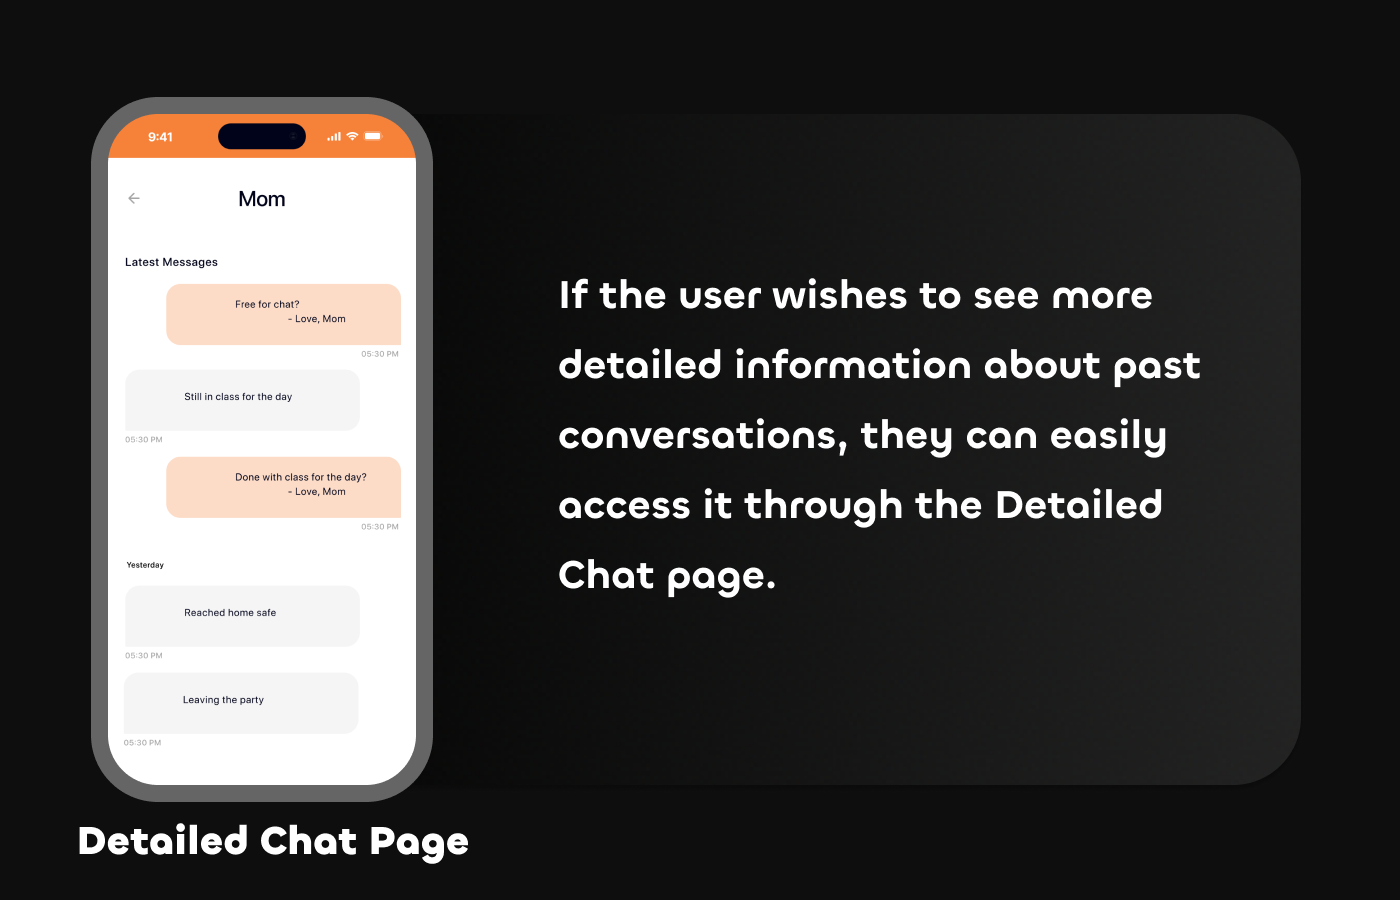 9:41
Mom
Latest Messages
Free for chat?
- Love, Mom
05:30 PM
Still in class for the day
05:30 PM
Done with class for the day?
- Love, Mom
05:30 PM
Yesterday
Reached home safe
05:30 PM
Leaving the party
05:30 PM
If the user wishes to see more
detailed information about past
conversations, they can easily
access it through the Detailed
Chat page.
Detailed Chat Page